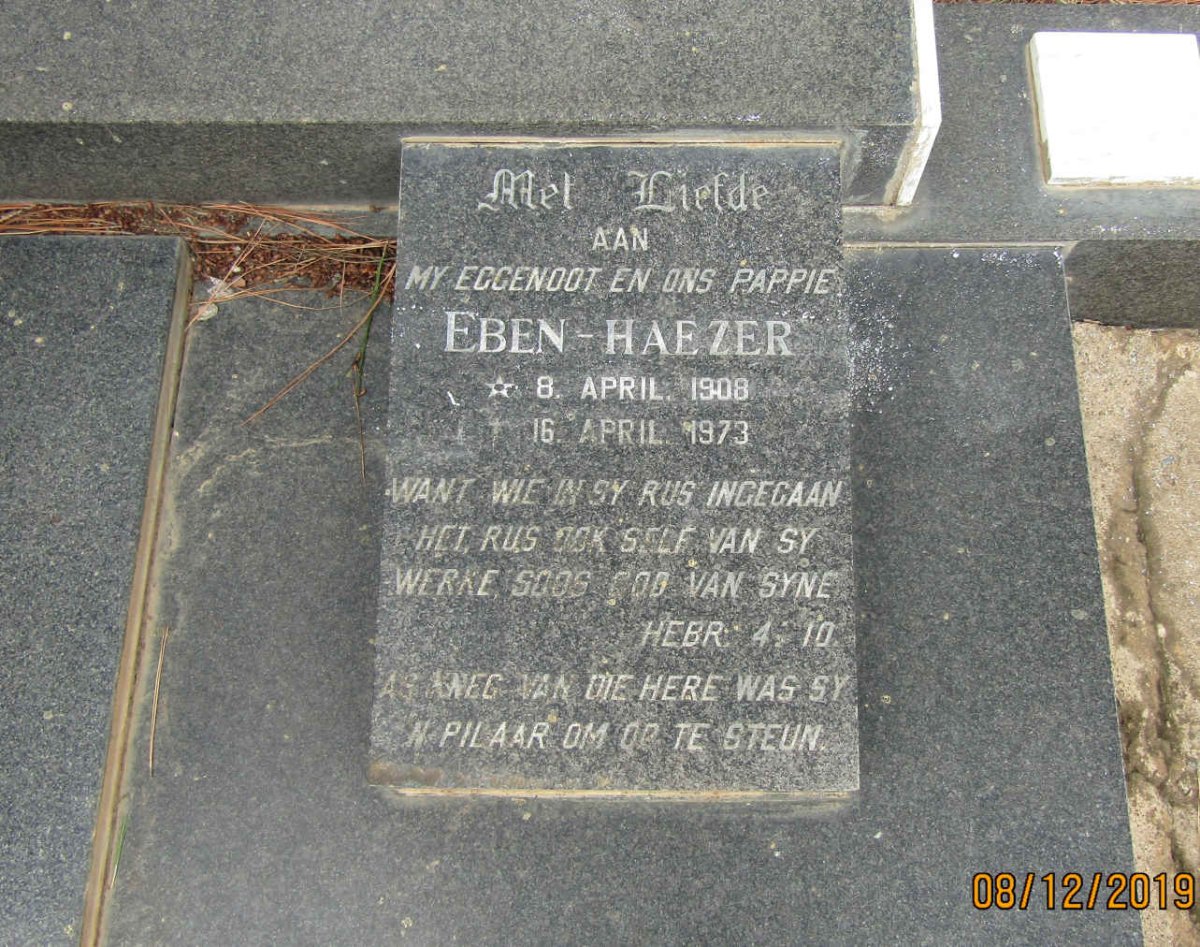 Met Liefde
AAN
MY EGGENOOT EN ONS PAPPIE
EBEN-HAEZER
☆ 8. APRIL. 1908
† 16. APRIL. 1973
WANT WIE IN SY RUS INGEGAAN
HET, RUS OOK SELF VAN SY
WERKE SOOS GOD VAN SYNE
HEBR. 4: 10.
AS KNEG VAN DIE HERE WAS SY
'N PILAAR OM OP TE STEUN.
08/12/2019